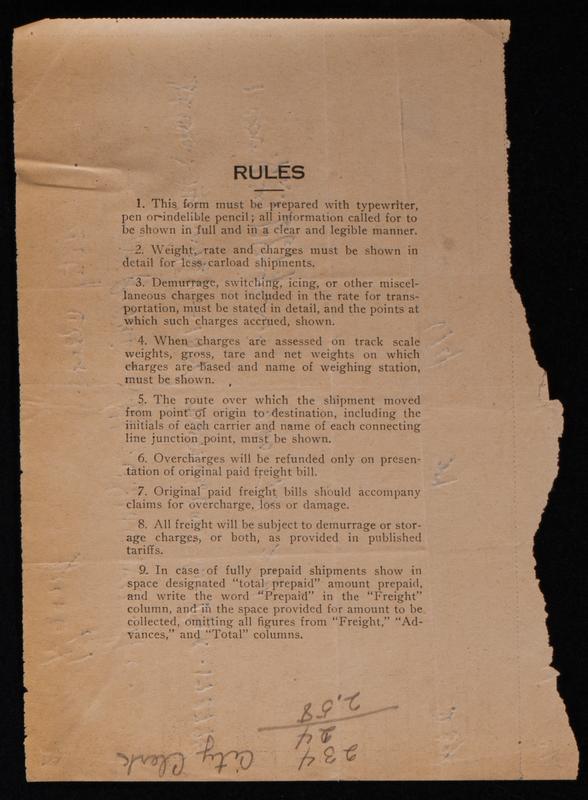 RULES
1. This form must be prepared with typewriter,
pen or indelible pencil; all information called for to
be shown in full and in a clear and legible manner.
2. Weight, rate and charges must be shown in
detail for less-carload shipments.
3. Demurrage, switching, icing, or other miscel-
laneous charges not included in the rate for trans-
portation, must be stated in detail, and the points at
which such charges accrued, shown.
4. When charges are assessed on track scale
weights, gross, tare and net weights on which
charges are based and name of weighing station,
must be shown.
5. The route over which the shipment moved
from point of origin to destination, including the
initials of each carrier and name of each connecting
line junction point, must be shown.
6. Overcharges will be refunded only on presen-
tation of original paid freight bill.
7. Original paid freight bills should accompany
claims for overcharge, loss or damage.
8. All freight will be subject to demurrage or stor-
age charges, or both, as provided in published
tariffs.
9. In case of fully prepaid shipments show in
space designated "total prepaid" amount prepaid,
and write the word "Prepaid" in the "Freight"
column, and in the space provided for amount to be
collected, omitting all figures from "Freight," "Ad-
vances," and "Total" columns.
City Clerk
234
24
2.58